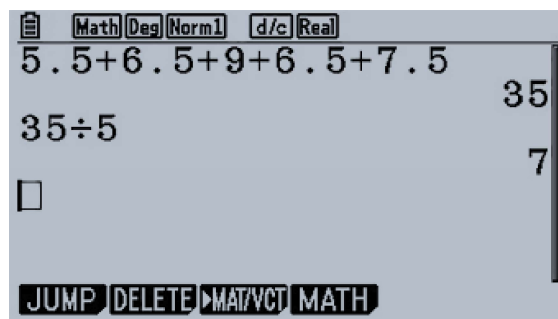 Math Deg Norm1 d/c Real
5.5+6.5+9+6.5+7.5
35
35÷5
7
JUMP DELETE ▶MAT/VCT MATH